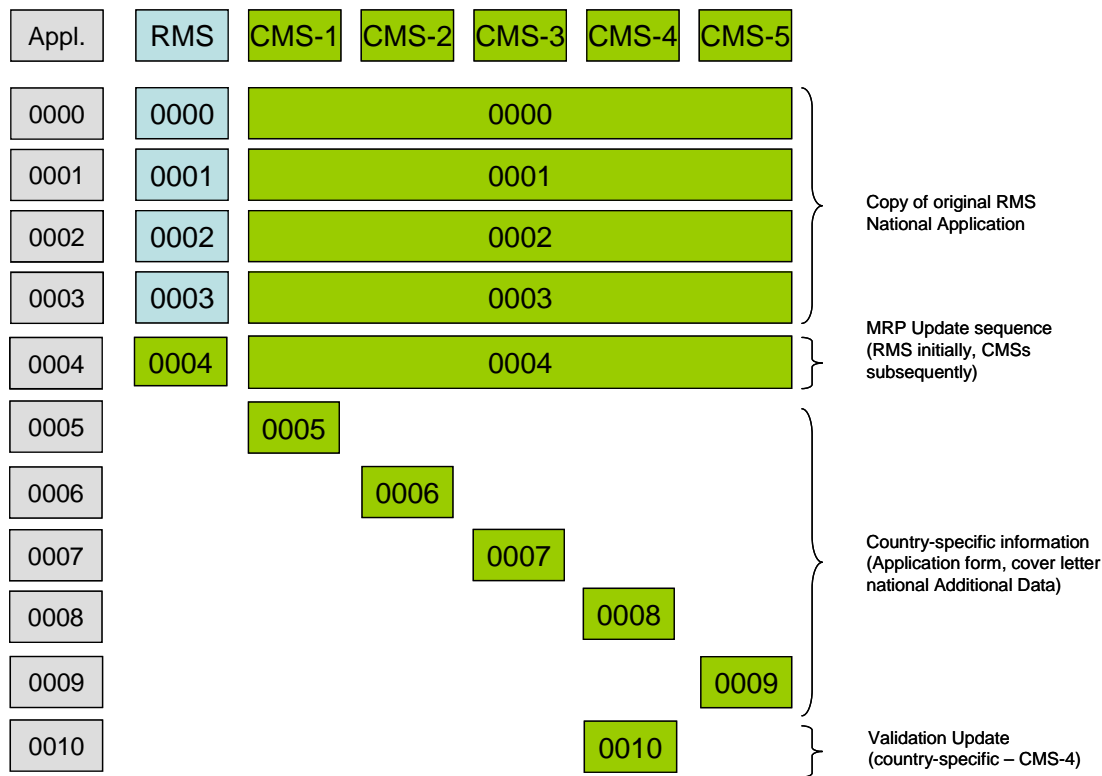 Appl. RMS CMS-1 CMS-2 CMS-3 CMS-4 CMS-5
0000 0000 0000
0001 0001 0001
0002 0002 0002
0003 0003 0003
Copy of original RMS
National Application
0004 0004 0004
MRP Update sequence
(RMS initially, CMSs
subsequently)
0005 0005
0006 0006
0007 0007
0008 0008
0009 0009
Country-specific information
(Application form, cover letter
national Additional Data)
0010 0010
Validation Update
(country-specific – CMS-4)